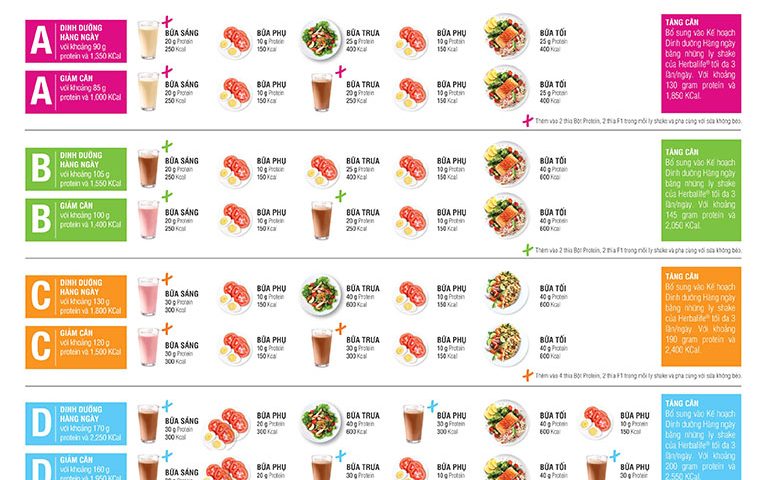 A
DINH DƯỠNG
HÀNG NGÀY
với khoảng 90 g
protein và 1,350 KCal
BỮA SÁNG
20 g Protein
250 Kcal
BỮA PHỤ
10 g Protein
150 Kcal
BỮA TRƯA
25 g Protein
400 Kcal
BỮA PHỤ
10 g Protein
150 Kcal
BỮA TỐI
25 g Protein
400 Kcal
A
GIẢM CÂN
với khoảng 85 g
protein và 1,000 KCal
BỮA SÁNG
20 g Protein
250 Kcal
BỮA PHỤ
10 g Protein
150 Kcal
BỮA TRƯA
20 g Protein
250 Kcal
BỮA PHỤ
10 g Protein
150 Kcal
BỮA TỐI
25 g Protein
400 Kcal
TĂNG CÂN
Bổ sung vào Kế hoạch
Dinh dưỡng Hàng ngày
bằng những ly shake
của Herbalife® tối đa 3
lần/ngày. Với khoảng
130 gram protein và
1,850 KCal.
Thêm vào 2 thìa Bột Protein, 2 thìa F1 trong mỗi ly shake và pha cùng với sữa không béo.
B
DINH DƯỠNG
HÀNG NGÀY
với khoảng 105 g
protein và 1,550 KCal
BỮA SÁNG
20 g Protein
250 Kcal
BỮA PHỤ
10 g Protein
150 Kcal
BỮA TRƯA
25 g Protein
400 Kcal
BỮA PHỤ
10 g Protein
150 Kcal
BỮA TỐI
40 g Protein
600 Kcal
B
GIẢM CÂN
với khoảng 100 g
protein và 1,400 KCal
BỮA SÁNG
20 g Protein
250 Kcal
BỮA PHỤ
10 g Protein
150 Kcal
BỮA TRƯA
20 g Protein
250 Kcal
BỮA PHỤ
10 g Protein
150 Kcal
BỮA TỐI
40 g Protein
600 Kcal
TĂNG CÂN
Bổ sung vào Kế hoạch
Dinh dưỡng Hàng ngày
bằng những ly shake
của Herbalife® tối đa 3
lần/ngày. Với khoảng
145 gram protein và
2,050 KCal.
Thêm vào 2 thìa Bột Protein, 2 thìa F1 trong mỗi ly shake và pha cùng với sữa không béo.
C
DINH DƯỠNG
HÀNG NGÀY
với khoảng 130 g
protein và 1,800 KCal
BỮA SÁNG
30 g Protein
300 Kcal
BỮA PHỤ
10 g Protein
150 Kcal
BỮA TRƯA
40 g Protein
600 Kcal
BỮA PHỤ
10 g Protein
150 Kcal
BỮA TỐI
40 g Protein
600 Kcal
C
GIẢM CÂN
với khoảng 120 g
protein và 1,500 KCal
BỮA SÁNG
30 g Protein
300 Kcal
BỮA PHỤ
10 g Protein
150 Kcal
BỮA TRƯA
30 g Protein
300 Kcal
BỮA PHỤ
10 g Protein
150 Kcal
BỮA TỐI
40 g Protein
600 Kcal
TĂNG CÂN
Bổ sung vào Kế hoạch
Dinh dưỡng Hàng ngày
bằng những ly shake
của Herbalife® tối đa 3
lần/ngày. Với khoảng
190 gram protein và
2,400 KCal.
Thêm vào 4 thìa Bột Protein, 2 thìa F1 trong mỗi ly shake và pha cùng với sữa không béo.
D
DINH DƯỠNG
HÀNG NGÀY
với khoảng 170 g
protein và 2,250 KCal
BỮA SÁNG
30 g Protein
300 Kcal
BỮA PHỤ
20 g Protein
300 Kcal
BỮA TRƯA
40 g Protein
600 Kcal
BỮA PHỤ
30 g Protein
300 Kcal
BỮA TỐI
40 g Protein
600 Kcal
BỮA PHỤ
10 g Protein
150 Kcal
D
GIẢM CÂN
với khoảng 160 g
protein và 1,950 KCal
BỮA SÁNG
BỮA PHỤ
20 g Protein
BỮA TRƯA
30 g Protein
BỮA PHỤ
10 g Protein
BỮA TỐI
40 g Protein
BỮA PHỤ
30 g Protein
TĂNG CÂN
Bổ sung vào Kế hoạch
Dinh dưỡng Hàng ngày
bằng những ly shake
của Herbalife® tối đa 3
lần/ngày. Với khoảng
200 gram protein và
2,550 KCal.